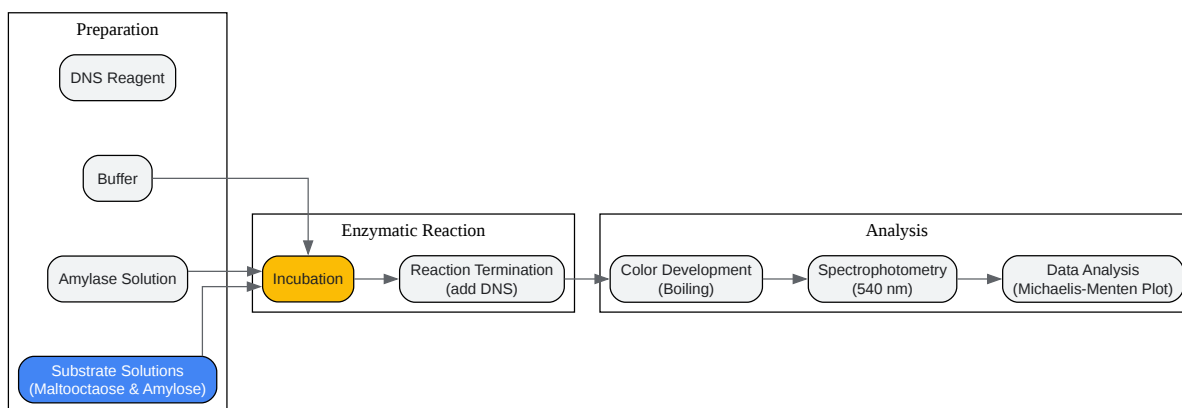 Preparation
DNS Reagent
Buffer
Amylase Solution
Substrate Solutions
(Maltooctaose & Amylose)
Enzymatic Reaction
Incubation
Reaction Termination
(add DNS)
Analysis
Color Development
(Boiling)
Spectrophotometry
(540 nm)
Data Analysis
(Michaelis-Menten Plot)